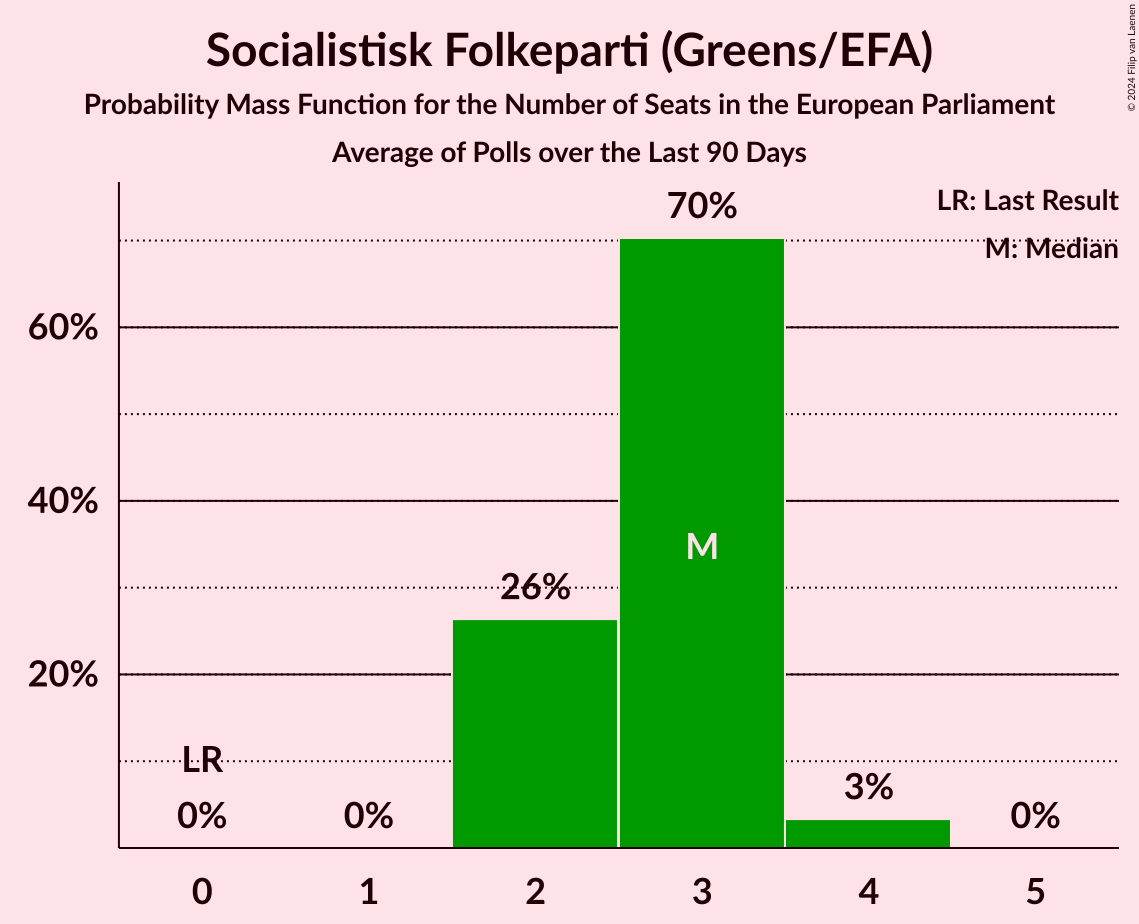 Socialistisk Folkeparti (Greens/EFA)
Probability Mass Function for the Number of Seats in the European Parliament
Average of Polls over the Last 90 Days
© 2024 Filip van Laenen
LR: Last Result
M: Median
70%
60%
40%
M
26%
20%
LR
3%
0%
0%
0%
0 1 2 3 4 5